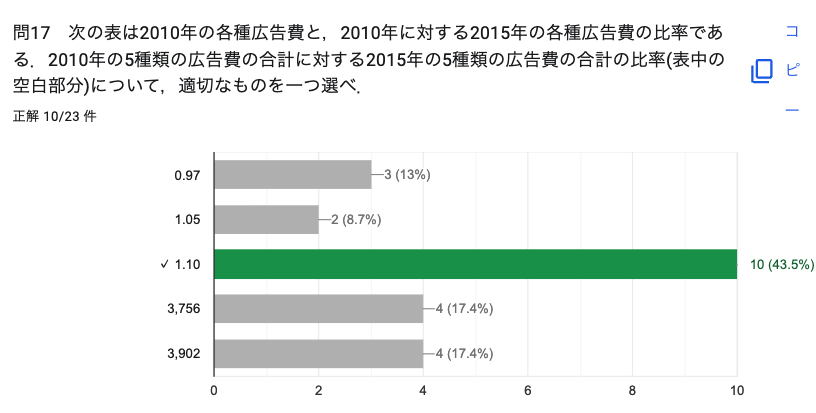 問17　次の表は2010年の各種広告費と，2010年に対する2015年の各種広告費の比率であ
る．2010年の5種類の広告費の合計に対する2015年の5種類の広告費の合計の比率(表中の
空白部分)について，適切なものを一つ選べ．
コピー
正解 10/23 件
0.97
3 (13%)
1.05
2 (8.7%)
✓ 1.10
10 (43.5%)
3,756
4 (17.4%)
3,902
4 (17.4%)
0 2 4 6 8 10